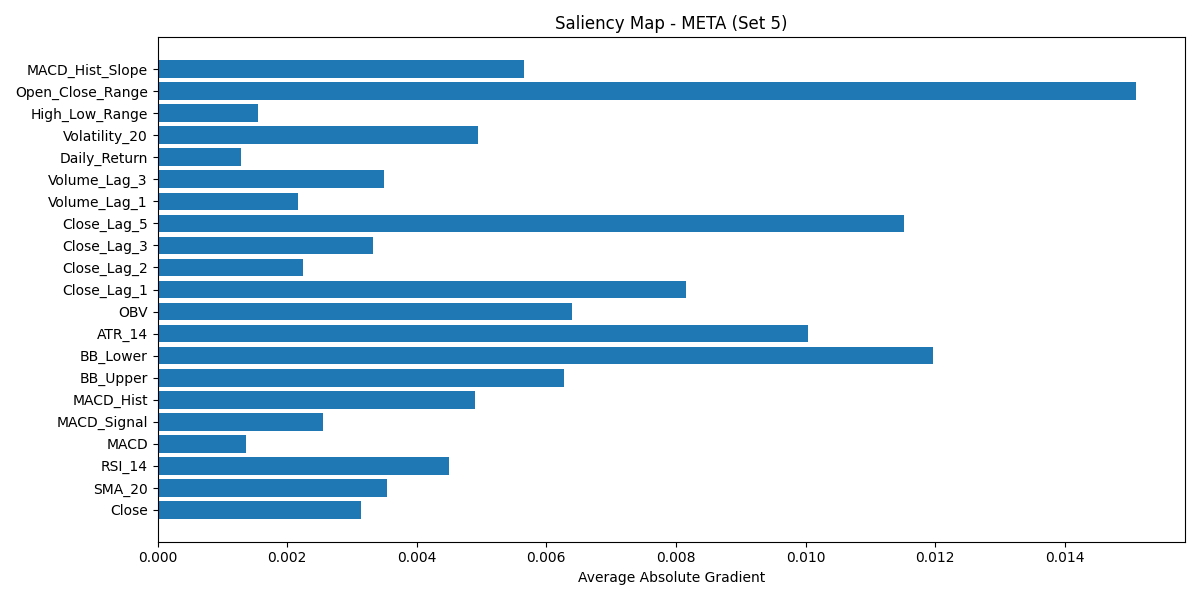 Saliency Map - META (Set 5)
MACD_Hist_Slope
Open_Close_Range
High_Low_Range
Volatility_20
Daily_Return
Volume_Lag_3
Volume_Lag_1
Close_Lag_5
Close_Lag_3
Close_Lag_2
Close_Lag_1
OBV
ATR_14
BB_Lower
BB_Upper
MACD_Hist
MACD_Signal
MACD
RSI_14
SMA_20
Close
0.000 0.002 0.004 0.006 0.008 0.010 0.012 0.014
Average Absolute Gradient